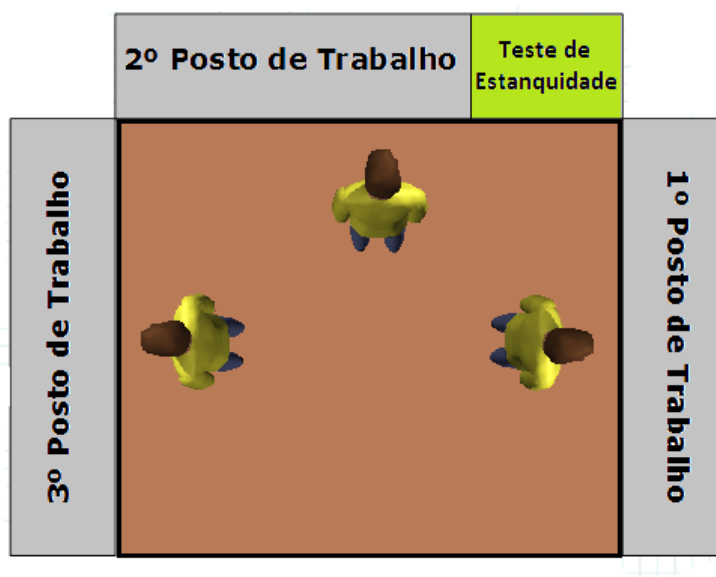 2º Posto de Trabalho
Teste de
Estanquidade
3º Posto de Trabalho
1º Posto de Trabalho